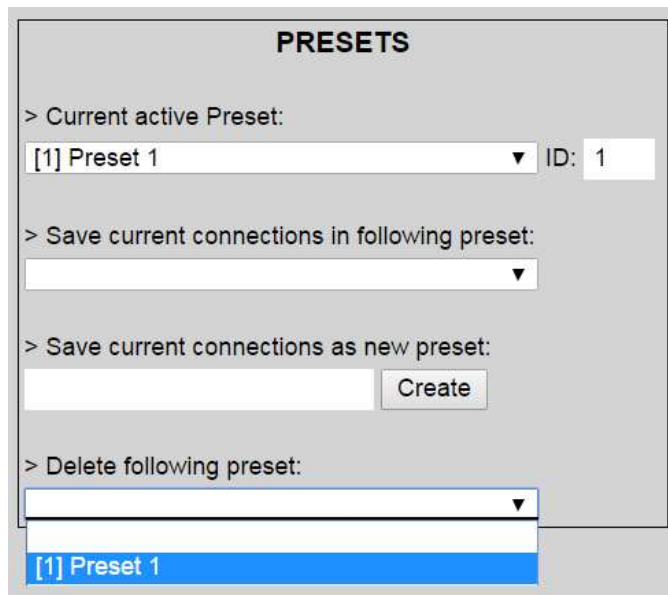 PRESETS
> Current active Preset:
[1] Preset 1 ▼ ID: 1
> Save current connections in following preset:
▼
> Save current connections as new preset:
Create
> Delete following preset:
▼
[1] Preset 1